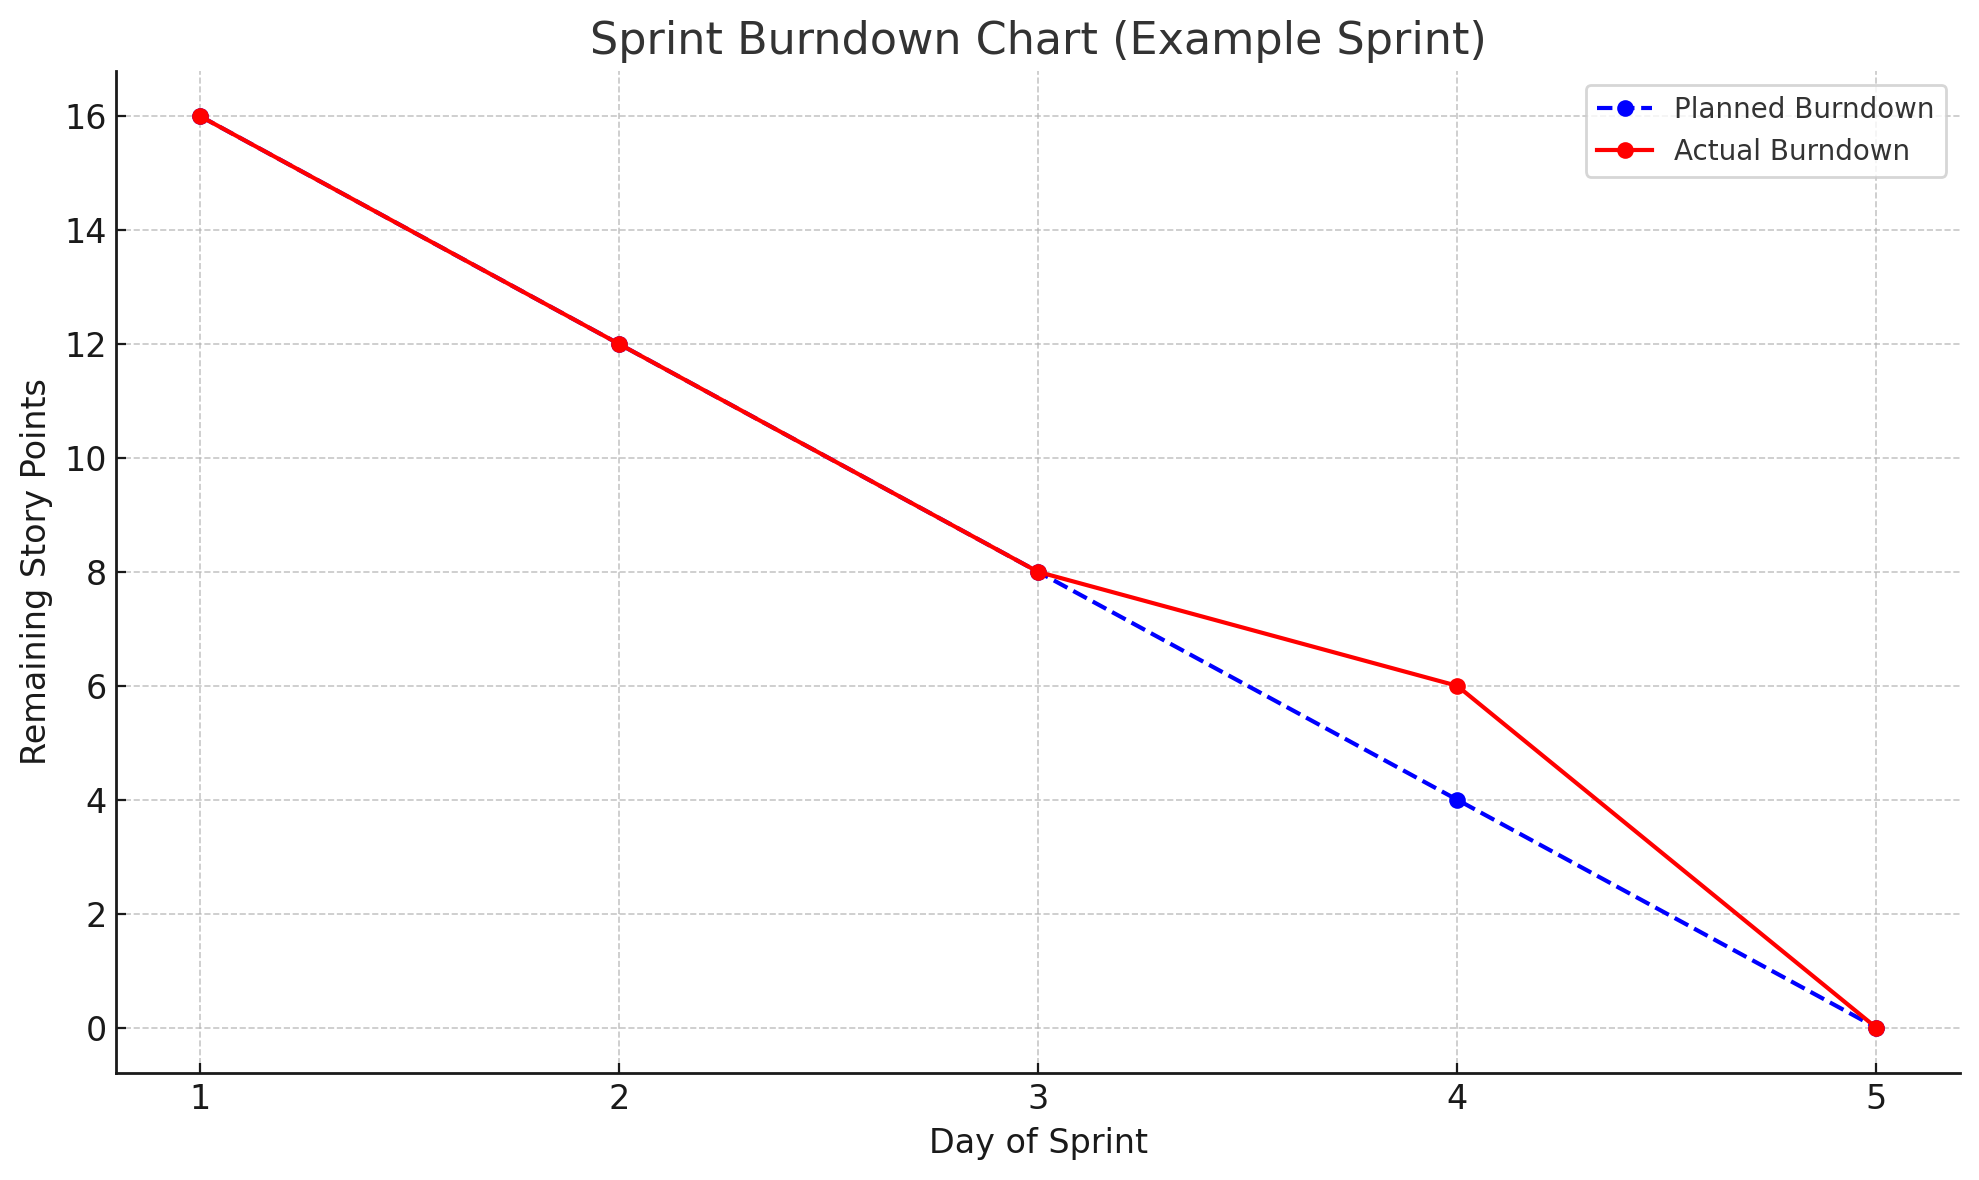 Sprint Burndown Chart (Example Sprint)
Planned Burndown
Actual Burndown
Remaining Story Points
16
14
12
10
8
6
4
2
0
1 2 3 4 5
Day of Sprint